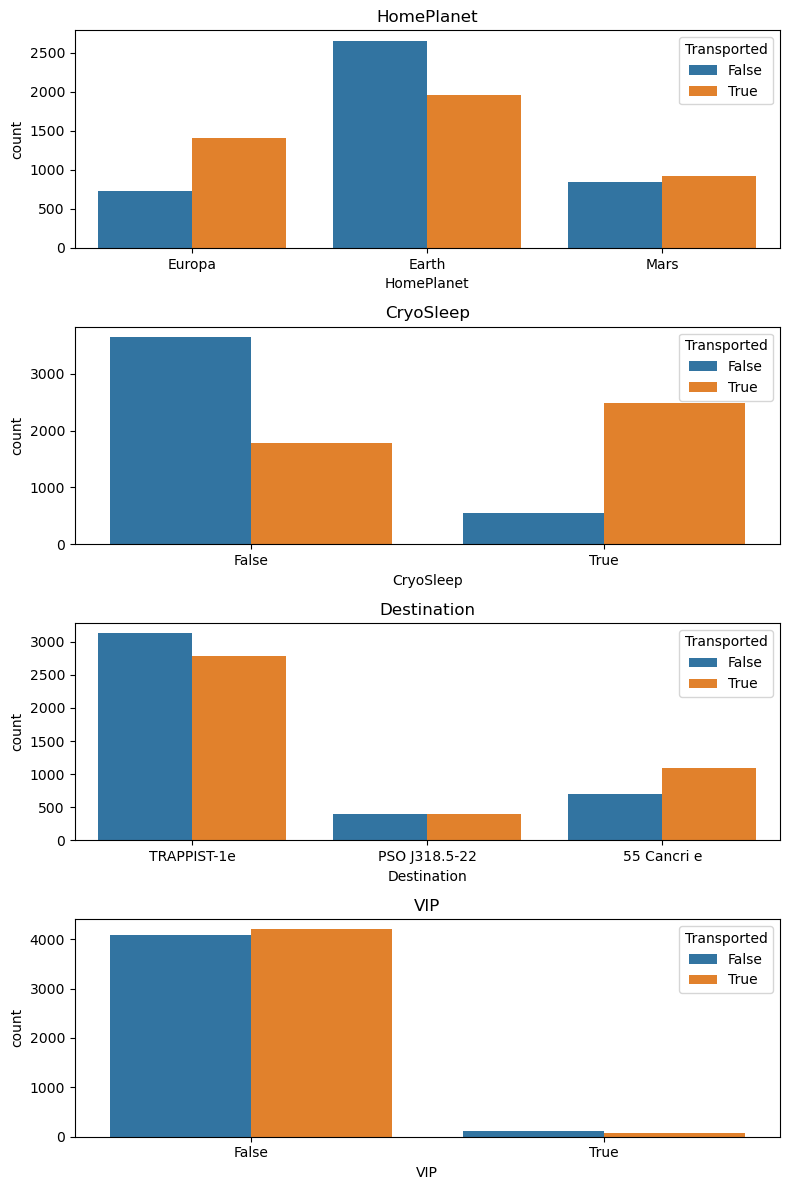 HomePlanet
Transported
False
True
2500
2000
1500
1000
500
0
count
Europa Earth Mars
HomePlanet
CryoSleep
Transported
False
True
3000
2000
1000
0
count
False True
CryoSleep
Destination
Transported
False
True
3000
2500
2000
1500
1000
500
0
count
TRAPPIST-1e PSO J318.5-22 55 Cancri e
Destination
VIP
Transported
False
True
4000
3000
2000
1000
0
count
False True
VIP